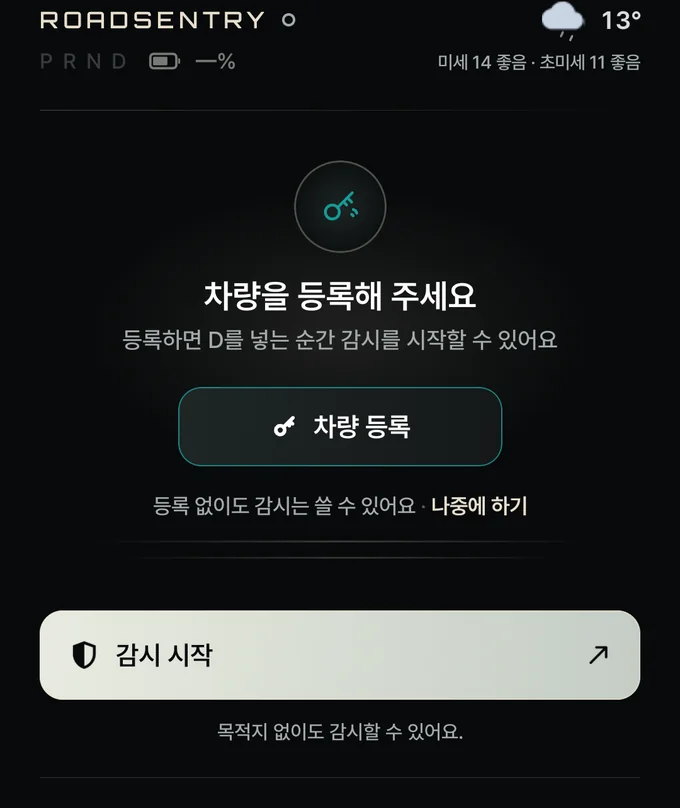 ROADSENTRY
13°
P R N D —%
미세 14 좋음 · 초미세 11 좋음
차량을 등록해 주세요
등록하면 D를 넣는 순간 감시를 시작할 수 있어요
차량 등록
등록 없이도 감시는 쓸 수 있어요 · 나중에 하기
감시 시작
목적지 없이도 감시할 수 있어요.